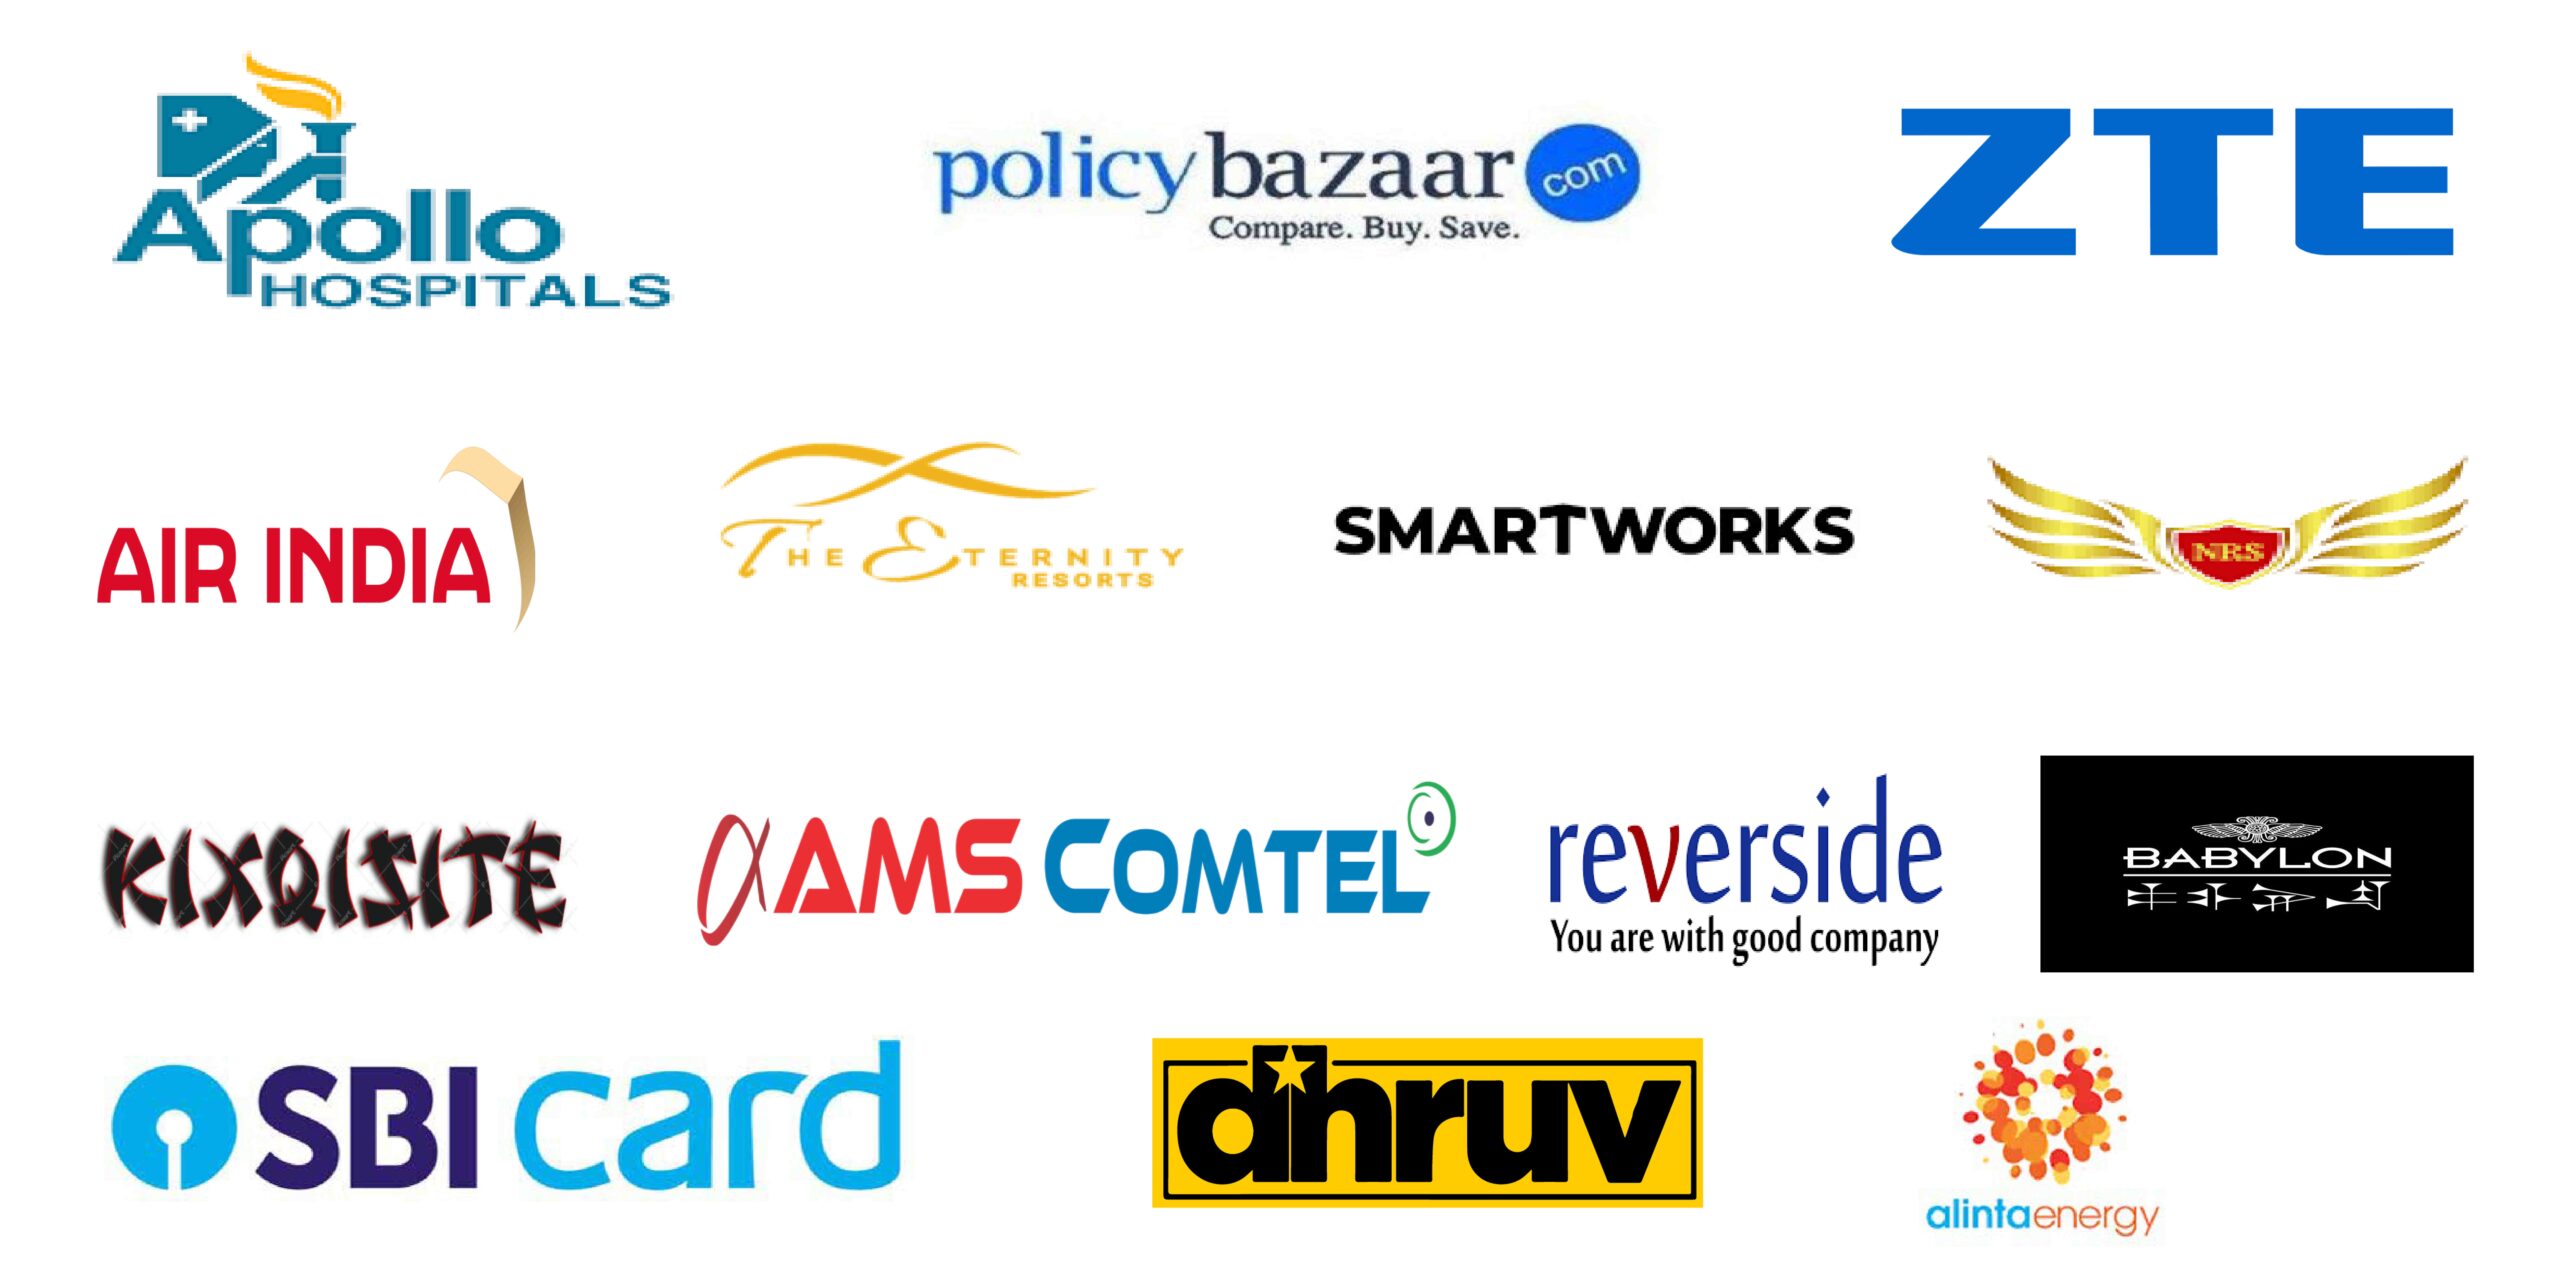 Apollo
HOSPITALS
policybazaar com
Compare. Buy. Save.
ZTE
AIR INDIA
THE ETERNITY
RESORTS
SMARTWORKS
NRS
KIXQISITE
AMS COMTEL
reverside
You are with good company
BABYLON
SBI card
dhruv
alintaenergy